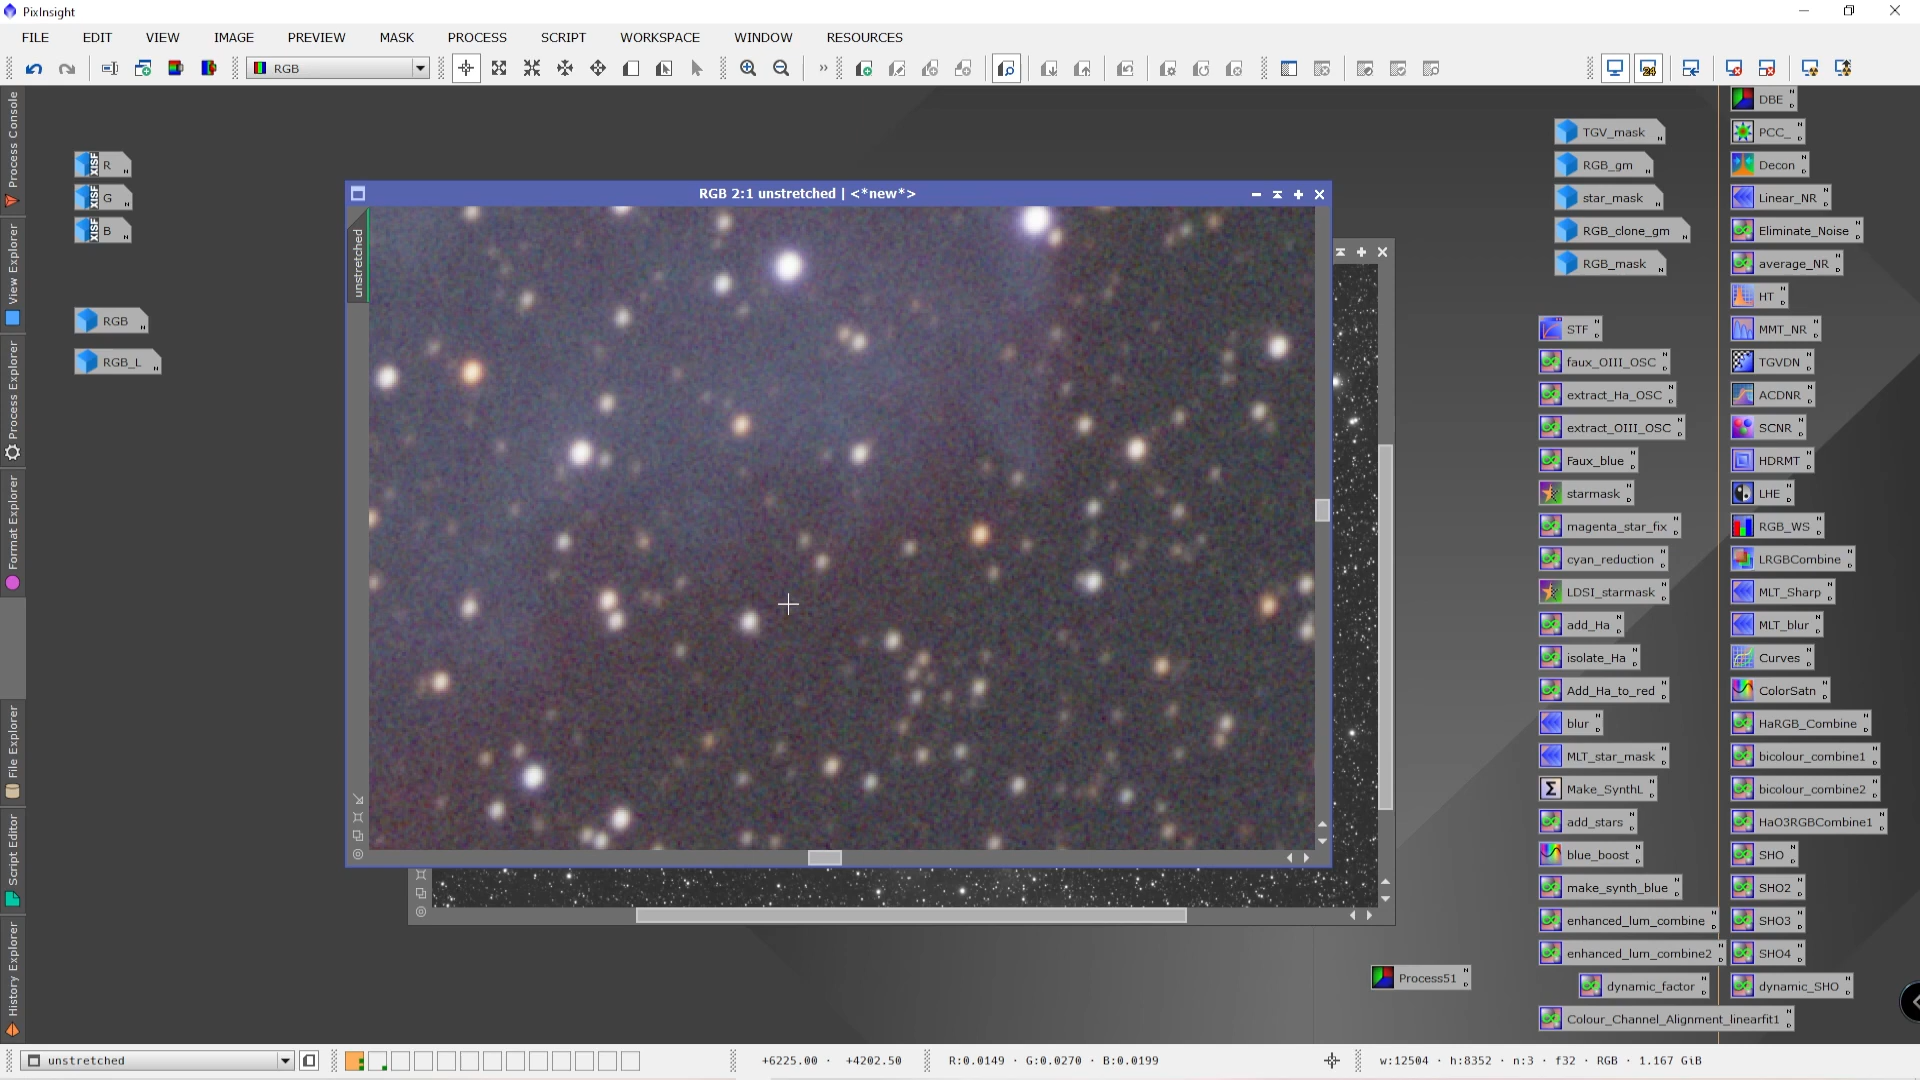 PixInsight
FILE EDIT VIEW IMAGE PREVIEW MASK PROCESS SCRIPT WORKSPACE WINDOW RESOURCES
RGB
24
Process Console
View Explorer
Process Explorer
Format Explorer
File Explorer
Script Editor
History Explorer
XISF R N
XISF G N
XISF B N
RGB N
RGB_L N
RGB 2:1 unstretched | <*new*>
unstretched
TGV_mask N
RGB_gm N
star_mask N
RGB_clone_gm N
RGB_mask N
STF N
faux_OIII_OSC N D
extract_Ha_OSC N D
extract_OIII_OSC N D
Faux_blue N D
starmask N D
magenta_star_fix N D
cyan_reduction N D
LDSI_starmask N D
add_Ha N D
isolate_Ha N D
Add_Ha_to_red N D
blur N D
MLT_star_mask N D
Σ Make_SynthL N D
add_stars N D
blue_boost N D
make_synth_blue N D
enhanced_lum_combine N D
enhanced_lum_combine2 N D
dynamic_factor N D
Colour_Channel_Alignment_linearfit1 N D
DBE N D
PCC_ N D
Decon N D
Linear_NR N D
Eliminate_Noise N D
average_NR N D
HT N D
MMT_NR N D
TGVDN N D
ACDNR N D
SCNR N D
HDRMT N D
LHE N D
RGB_WS N D
LRGBCombine N D
MLT_Sharp N D
MLT_blur N D
Curves N D
ColorSatn N D
HaRGB_Combine N D
bicolour_combine1 N D
bicolour_combine2 N D
HaO3RGBCombine1 N D
SHO N D
SHO2 N D
SHO3 N D
SHO4 N D
dynamic_SHO N D
Process51 N D
unstretched
+6225.00 · +4202.50
R:0.0149 · G:0.0270 · B:0.0199
w:12504 · h:8352 · n:3 · f32 · RGB · 1.167 GiB